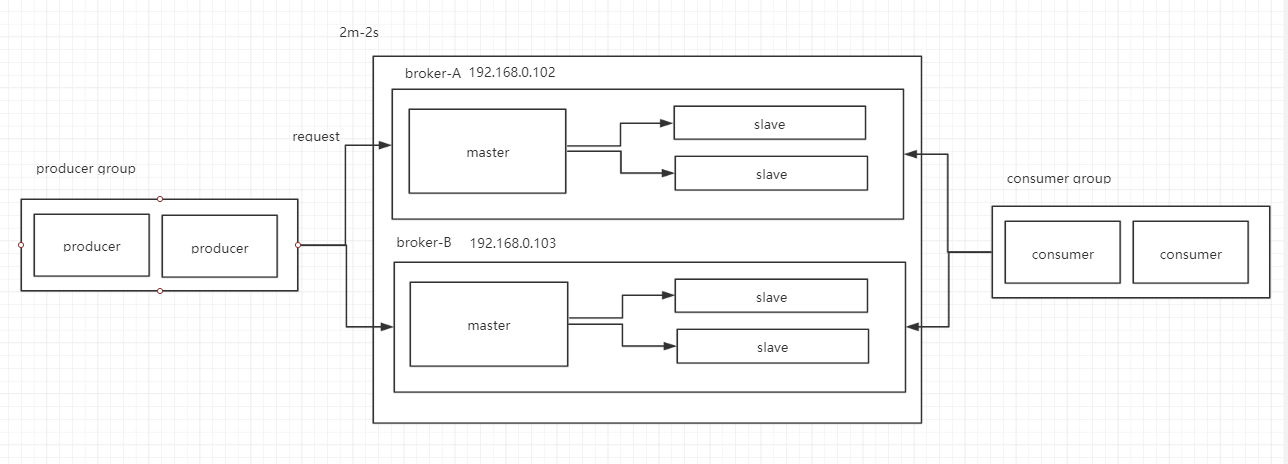 2m-2s
broker-A 192.168.0.102
master
slave
slave
request
producer group
producer
producer
broker-B 192.168.0.103
master
slave
slave
consumer group
consumer
consumer